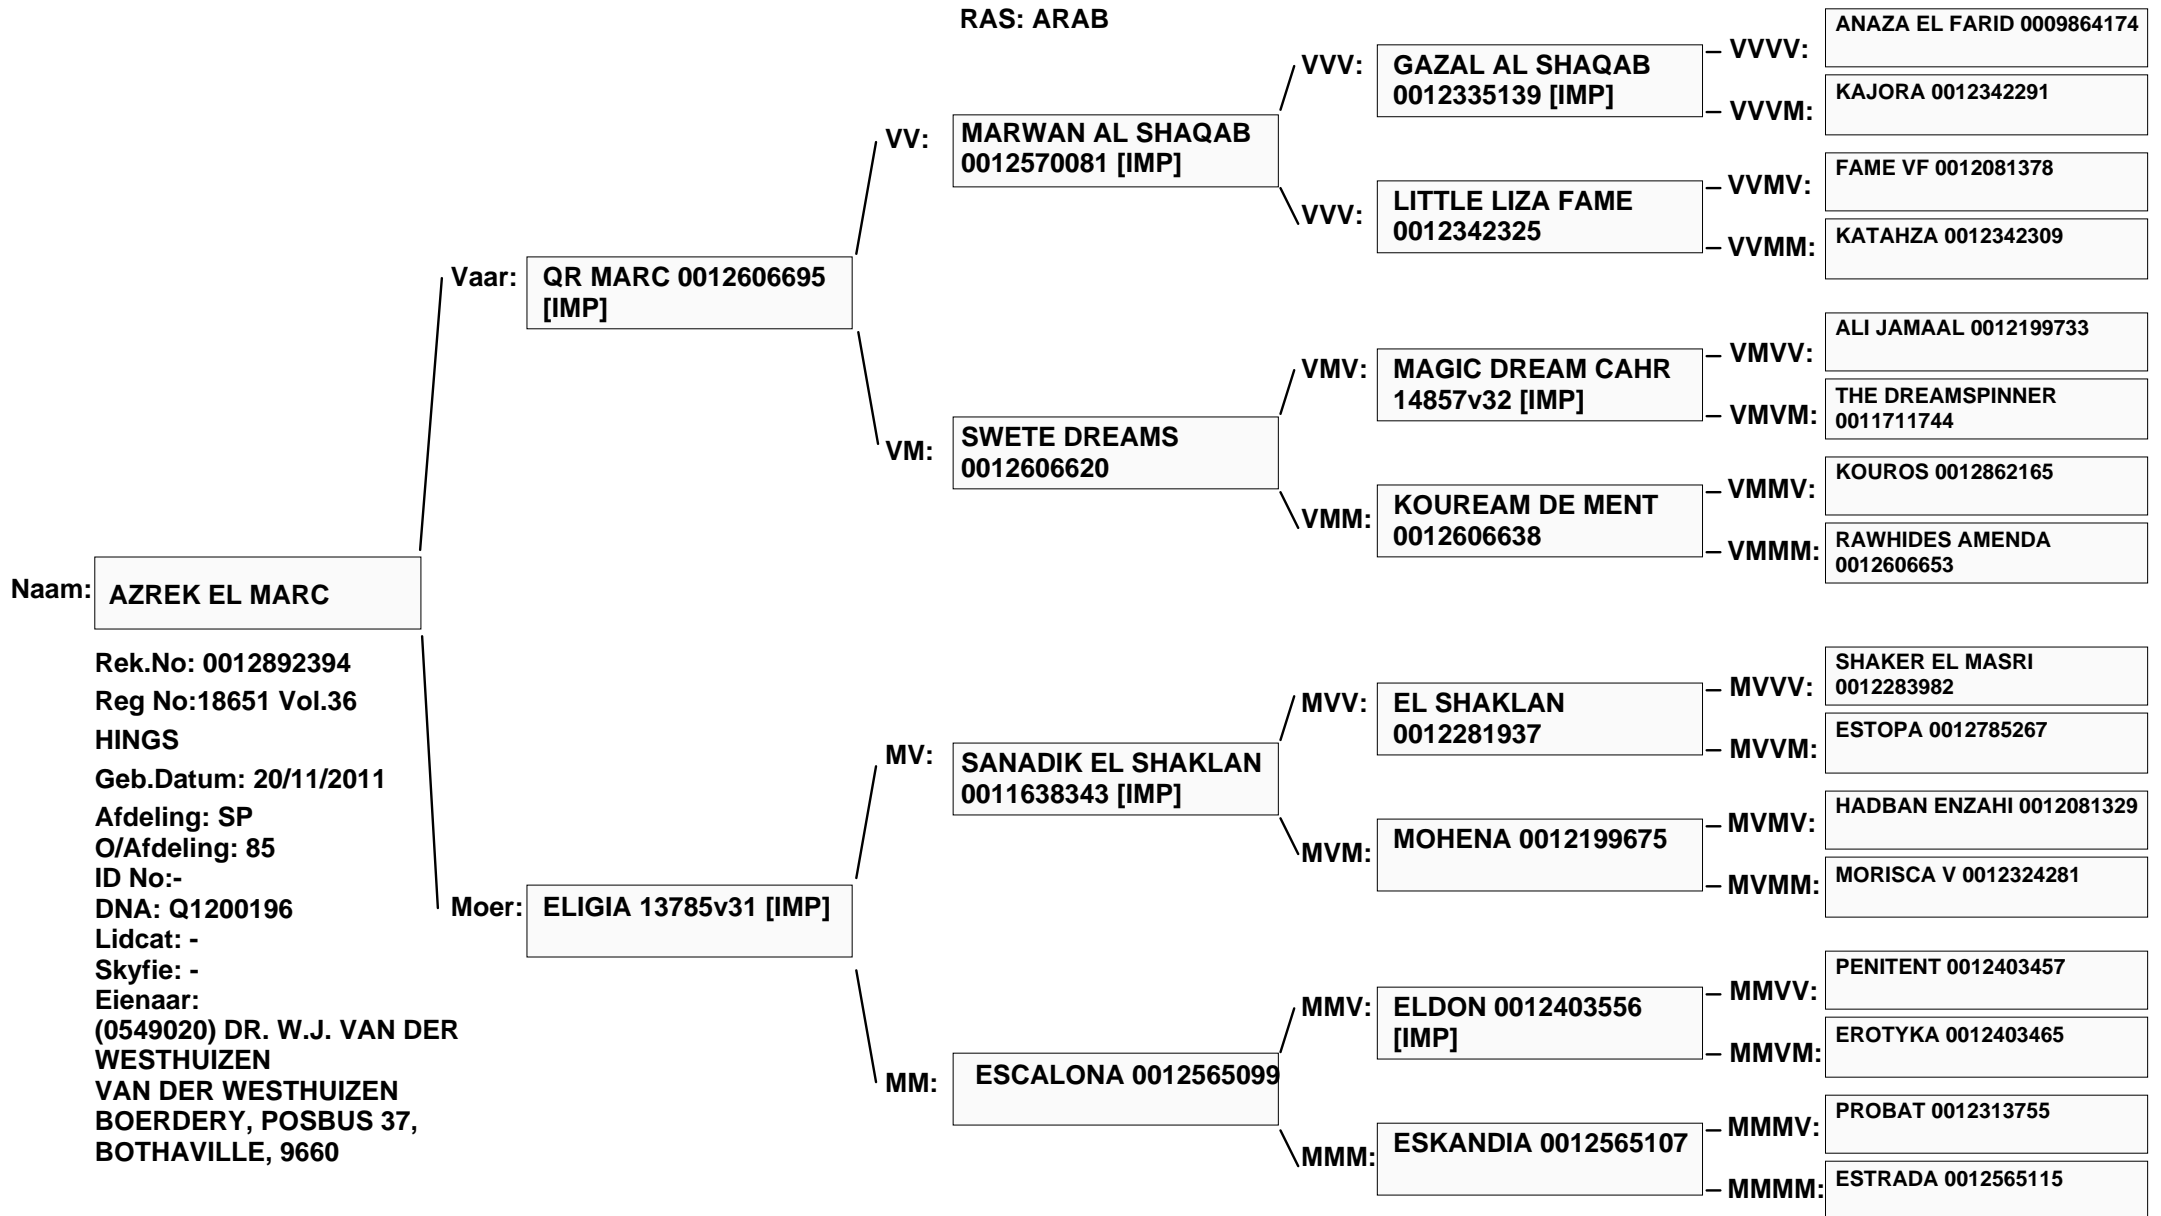 RAS: ARAB
Naam:
AZREK EL MARC
Rek.No: 0012892394
Reg No:18651 Vol.36
HINGS
Geb.Datum: 20/11/2011
Afdeling: SP
O/Afdeling: 85
ID No:-
DNA: Q1200196
Lidcat: -
Skyfie: -
Eienaar:
(0549020) DR. W.J. VAN DER
WESTHUIZEN
VAN DER WESTHUIZEN
BOERDERY, POSBUS 37,
BOTHAVILLE, 9660
Vaar:
QR MARC 0012606695
[IMP]
Moer:
ELIGIA 13785v31 [IMP]
VV:
MARWAN AL SHAQAB
0012570081 [IMP]
VM:
SWETE DREAMS
0012606620
MV:
SANADIK EL SHAKLAN
0011638343 [IMP]
MM:
ESCALONA 0012565099
VVV:
GAZAL AL SHAQAB
0012335139 [IMP]
VVV:
LITTLE LIZA FAME
0012342325
VMV:
MAGIC DREAM CAHR
14857v32 [IMP]
VMM:
KOUREAM DE MENT
0012606638
MVV:
EL SHAKLAN
0012281937
MVM:
MOHENA 0012199675
MMV:
ELDON 0012403556
[IMP]
MMM:
ESKANDIA 0012565107
VVVV:
ANAZA EL FARID 0009864174
VVVM:
KAJORA 0012342291
VVMV:
FAME VF 0012081378
VVMM:
KATAHZA 0012342309
VMVV:
ALI JAMAAL 0012199733
VMVM:
THE DREAMSPINNER
0011711744
VMMV:
KOUROS 0012862165
VMMM:
RAWHIDES AMENDA
0012606653
MVVV:
SHAKER EL MASRI
0012283982
MVVM:
ESTOPA 0012785267
MVMV:
HADBAN ENZAHI 0012081329
MVMM:
MORISCA V 0012324281
MMVV:
PENITENT 0012403457
MMVM:
EROTYKA 0012403465
MMMV:
PROBAT 0012313755
MMMM:
ESTRADA 0012565115